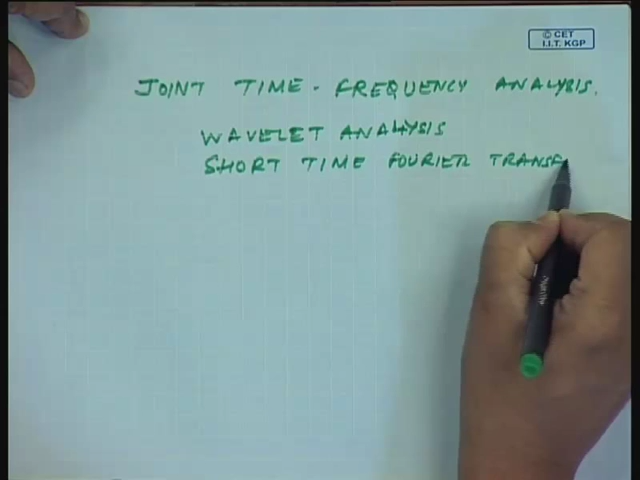 © CET
I.I.T. KGP
JOINT TIME - FREQUENCY ANALYSIS.
WAVELET ANALYSIS
SHORT TIME FOURIER TRANSF